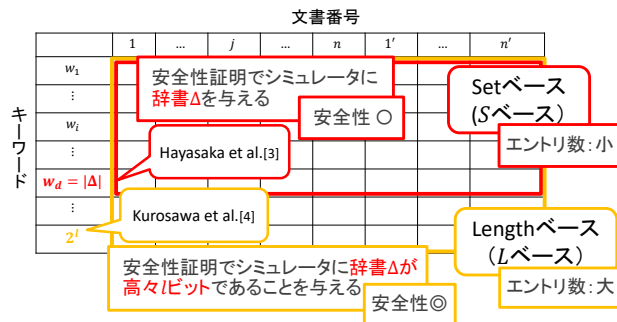 文書番号
1 … j … n 1′ … n′
キーワード
w₁
⋮
wᵢ
⋮
w_d = |Δ|
⋮
2ˡ
安全性証明でシミュレータに
辞書Δを与える
安全性 〇
Setベース
(Sベース)
エントリ数：小
Hayasaka et al.[3]
Kurosawa et al.[4]
Lengthベース
（Lベース）
エントリ数：大
安全性証明でシミュレータに辞書Δが
高々lビットであることを与える
安全性◎